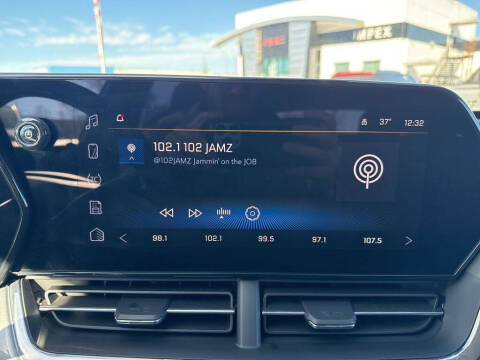 IMPEX
37° 12:32
102.1 102 JAMZ
@102JAMZ Jammin' on the JOB
98.1 102.1 99.5 97.1 107.5